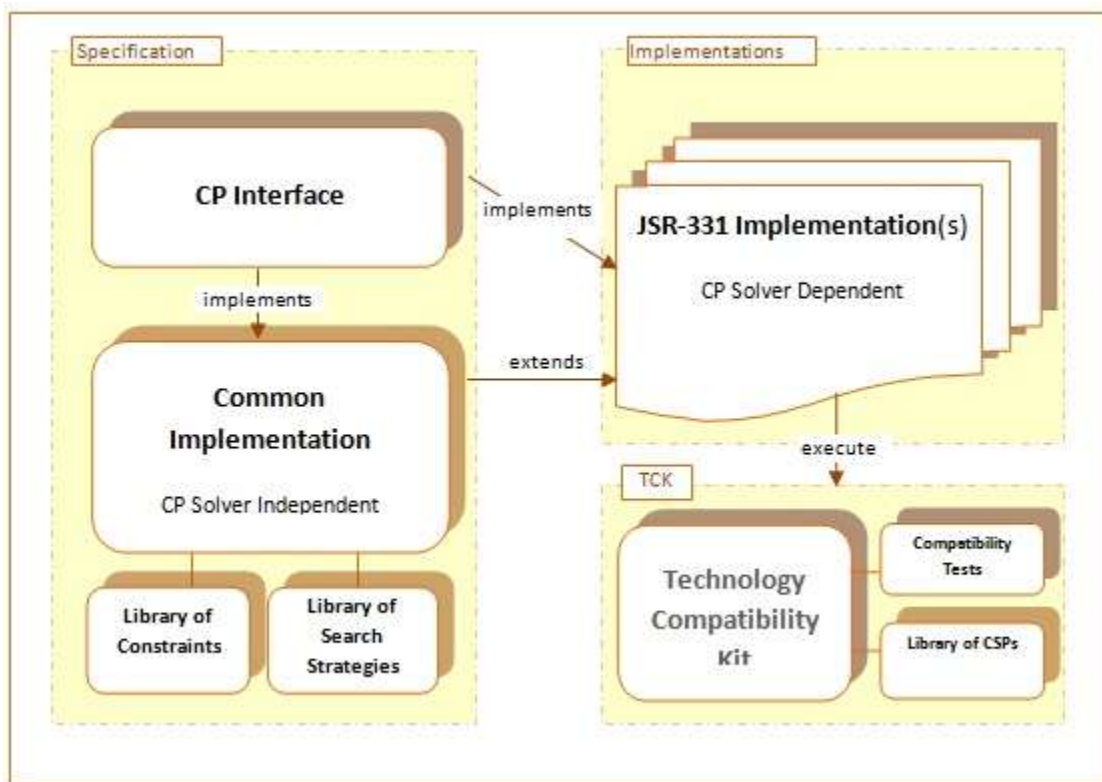 Specification
CP Interface
implements
Common
Implementation
CP Solver Independent
Library of
Constraints
Library of
Search
Strategies
implements
extends
Implementations
JSR-331 Implementation(s)
CP Solver Dependent
execute
TCK
Technology
Compatibility
Kit
Compatibility
Tests
Library of CSPs